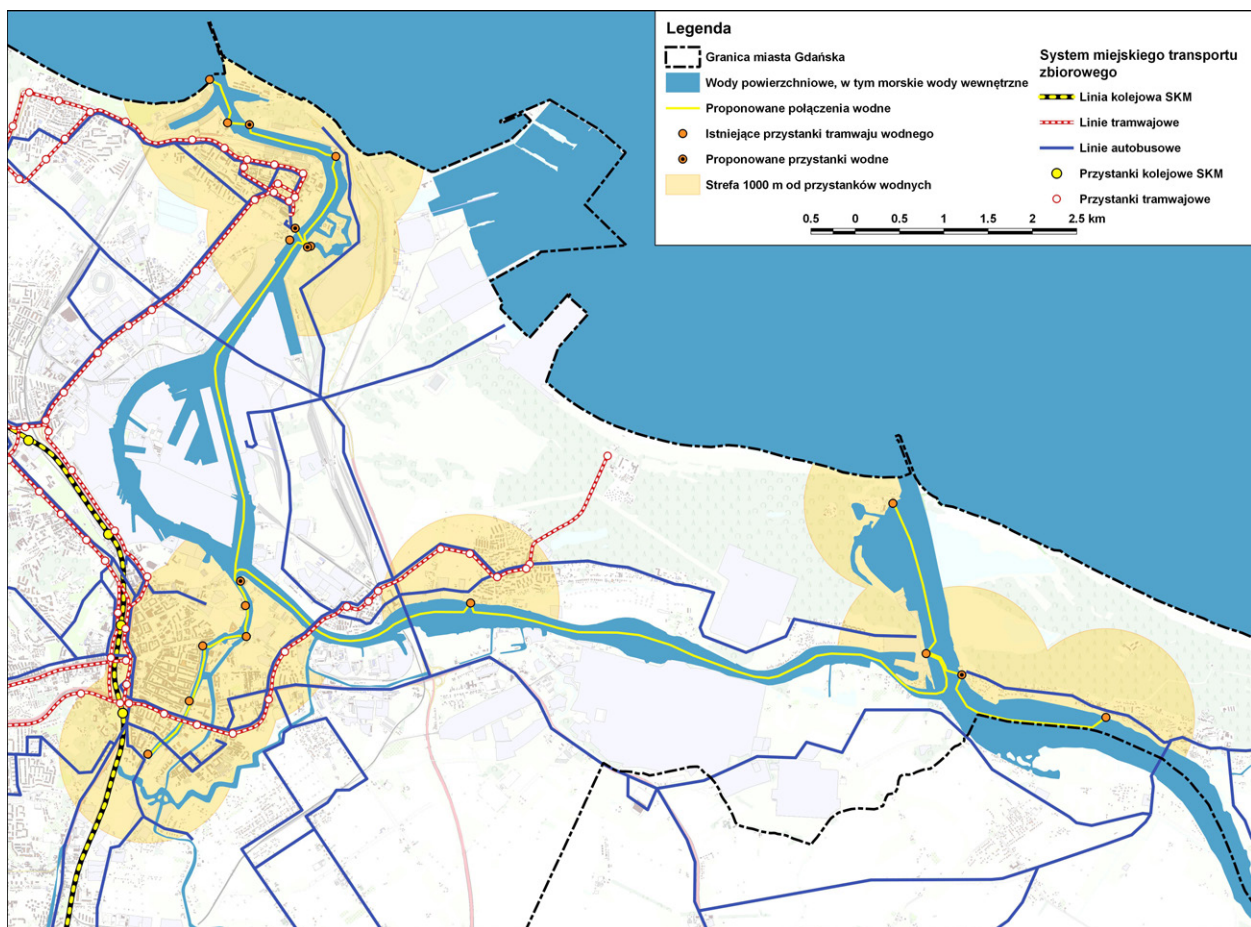 Legenda
Granica miasta Gdańska
Wody powierzchniowe, w tym morskie wody wewnętrzne
Proponowane połączenia wodne
Istniejące przystanki tramwaju wodnego
Proponowane przystanki wodne
Strefa 1000 m od przystanków wodnych
System miejskiego transportu
zbiorowego
Linia kolejowa SKM
Linie tramwajowe
Linie autobusowe
Przystanki kolejowe SKM
Przystanki tramwajowe
0.5 0 0.5 1 1.5 2 2.5 km